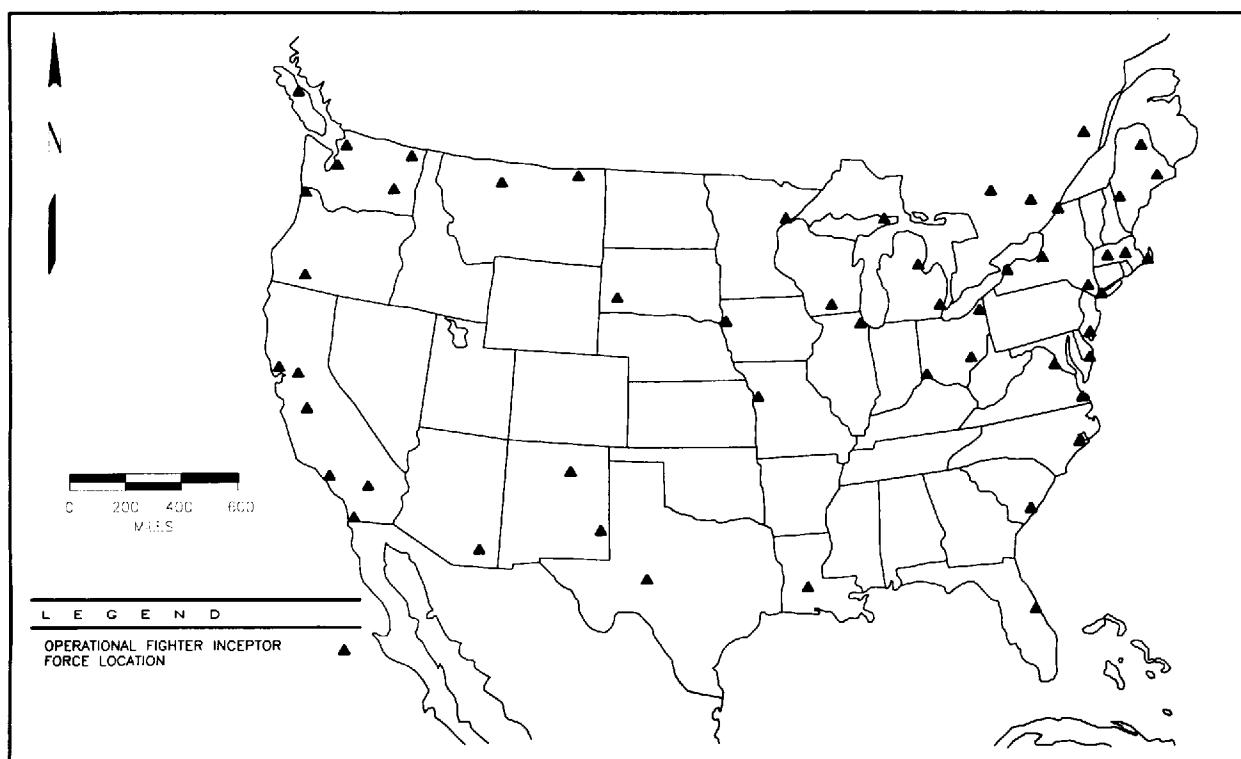 N
0 200 400 600
MILES
L E G E N D
OPERATIONAL FIGHTER INCEPTOR
FORCE LOCATION